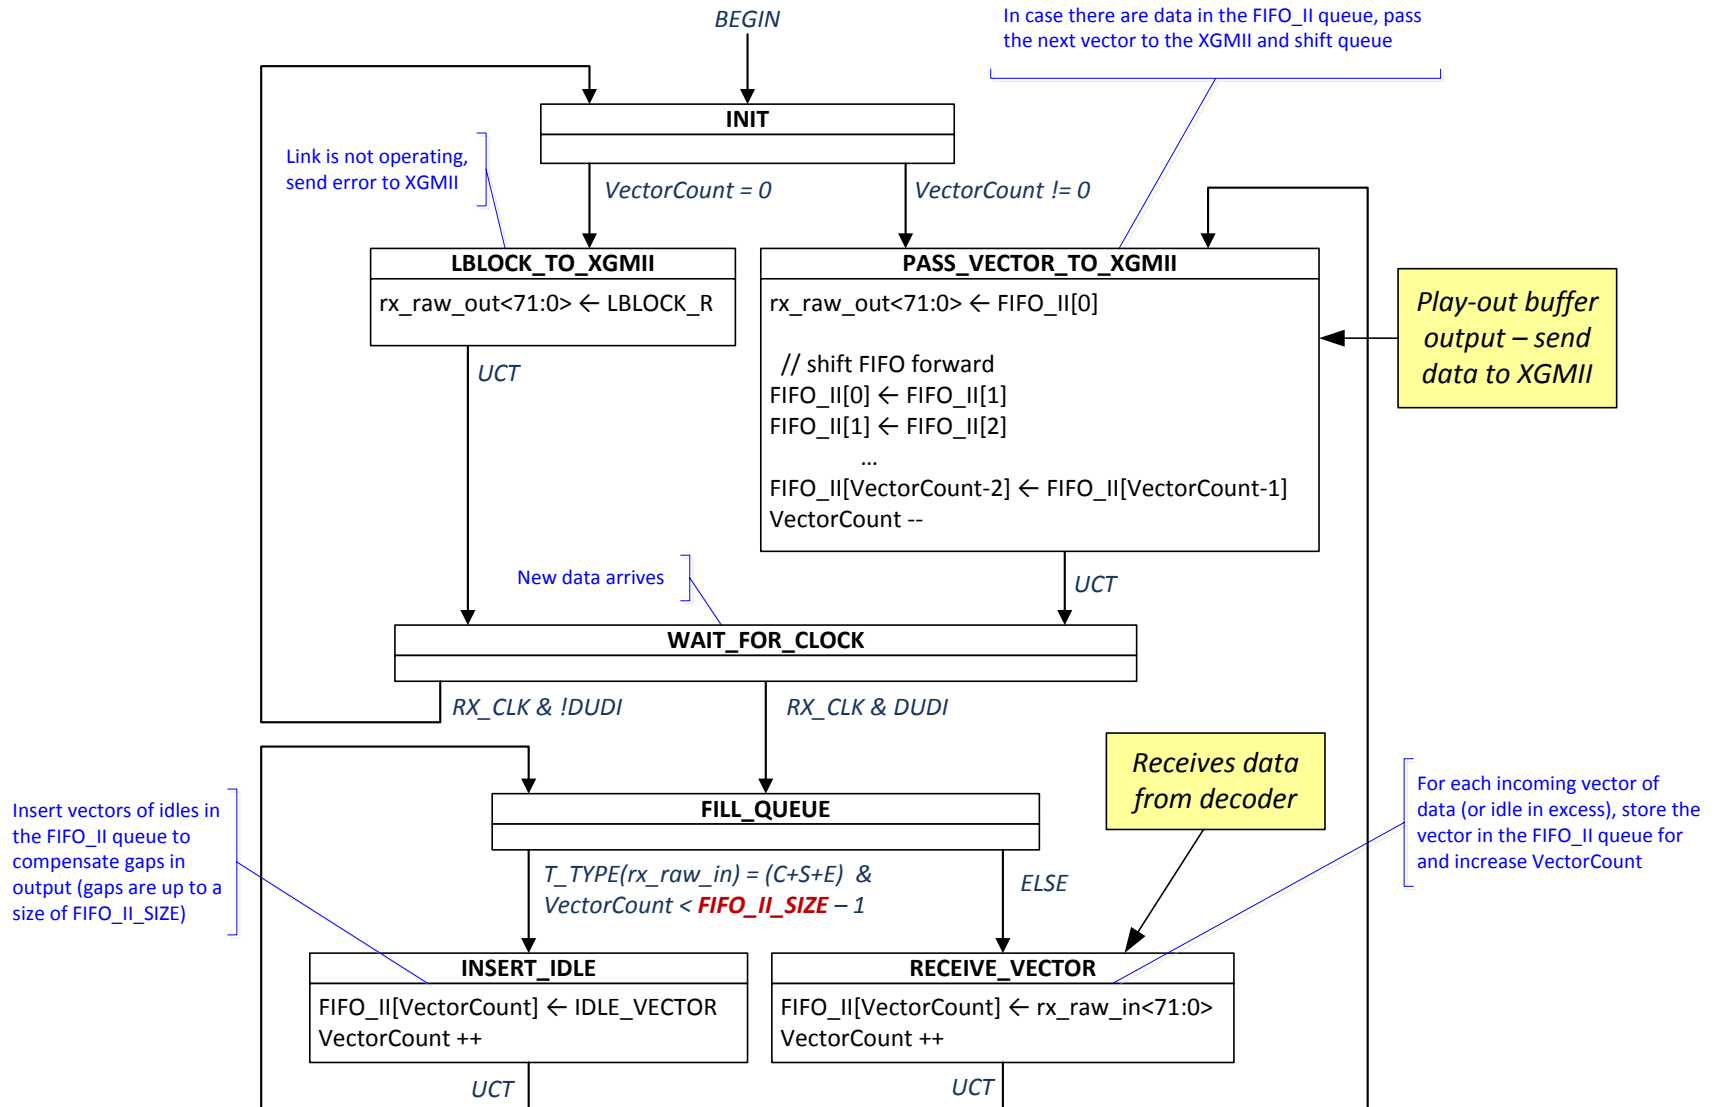 BEGIN
In case there are data in the FIFO_II queue, pass
the next vector to the XGMII and shift queue
INIT
Link is not operating,
send error to XGMII
VectorCount = 0
VectorCount != 0
LBLOCK_TO_XGMII
rx_raw_out<71:0> ← LBLOCK_R
PASS_VECTOR_TO_XGMII
rx_raw_out<71:0> ← FIFO_II[0]
// shift FIFO forward
FIFO_II[0] ← FIFO_II[1]
FIFO_II[1] ← FIFO_II[2]
...
FIFO_II[VectorCount-2] ← FIFO_II[VectorCount-1]
VectorCount --
Play-out buffer
output – send
data to XGMII
UCT
New data arrives
UCT
WAIT_FOR_CLOCK
RX_CLK & !DUDI
RX_CLK & DUDI
Receives data
from decoder
Insert vectors of idles in
the FIFO_II queue to
compensate gaps in
output (gaps are up to a
size of FIFO_II_SIZE)
FILL_QUEUE
For each incoming vector of
data (or idle in excess), store the
vector in the FIFO_II queue for
and increase VectorCount
T_TYPE(rx_raw_in) = (C+S+E) &
VectorCount < FIFO_II_SIZE – 1
ELSE
INSERT_IDLE
FIFO_II[VectorCount] ← IDLE_VECTOR
VectorCount ++
RECEIVE_VECTOR
FIFO_II[VectorCount] ← rx_raw_in<71:0>
VectorCount ++
UCT
UCT